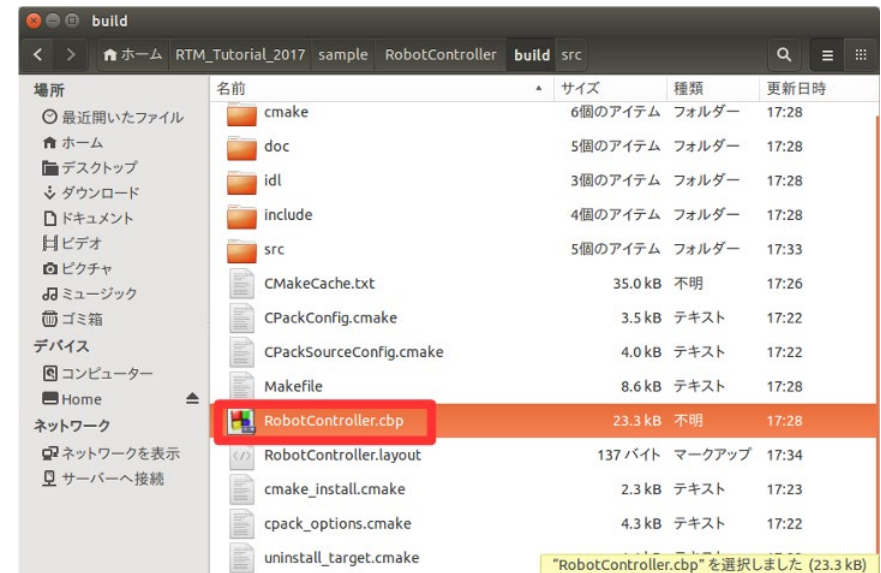 build
ホーム RTM_Tutorial_2017 sample RobotController build src
場所
最近開いたファイル
ホーム
デスクトップ
ダウンロード
ドキュメント
ビデオ
ピクチャ
ミュージック
ゴミ箱
デバイス
コンピューター
Home
ネットワーク
ネットワークを表示
サーバーへ接続
名前 サイズ 種類 更新日時
cmake 6個のアイテム フォルダー 17:28
doc 5個のアイテム フォルダー 17:28
idl 3個のアイテム フォルダー 17:28
include 4個のアイテム フォルダー 17:28
src 5個のアイテム フォルダー 17:33
CMakeCache.txt 35.0 kB 不明 17:26
CPackConfig.cmake 3.5 kB テキスト 17:22
CPackSourceConfig.cmake 4.0 kB テキスト 17:22
Makefile 8.6 kB テキスト 17:28
RobotController.cbp 23.3 kB 不明 17:28
RobotController.layout 137 バイト マークアップ 17:34
cmake_install.cmake 2.3 kB テキスト 17:23
cpack_options.cmake 4.3 kB テキスト 17:22
uninstall_target.cmake
"RobotController.cbp" を選択しました (23.3 kB)